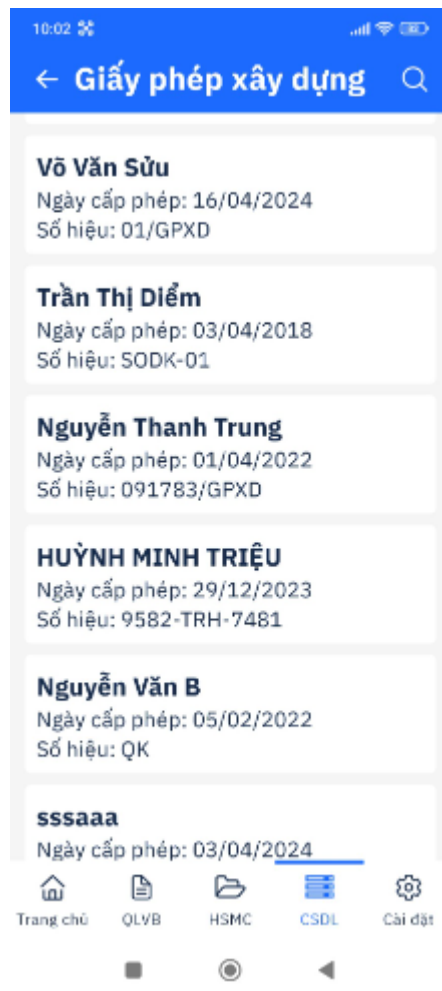 10:02
Giấy phép xây dựng
Võ Văn Sửu
Ngày cấp phép: 16/04/2024
Số hiệu: 01/GPXD
Trần Thị Diểm
Ngày cấp phép: 03/04/2018
Số hiệu: SODK-01
Nguyễn Thanh Trung
Ngày cấp phép: 01/04/2022
Số hiệu: 091783/GPXD
HUỲNH MINH TRIỆU
Ngày cấp phép: 29/12/2023
Số hiệu: 9582-TRH-7481
Nguyễn Văn B
Ngày cấp phép: 05/02/2022
Số hiệu: QK
sssaaa
Ngày cấp phép: 03/04/2024
Trang chủ QLVB HSMC CSDL Cài đặt